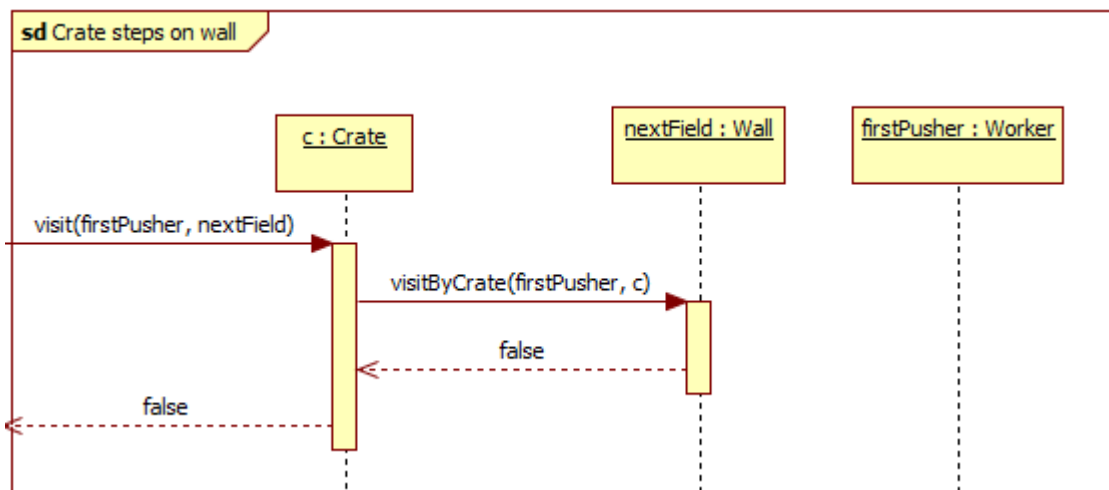 sd Crate steps on wall
c : Crate
nextField : Wall
firstPusher : Worker
visit(firstPusher, nextField)
visitByCrate(firstPusher, c)
false
false